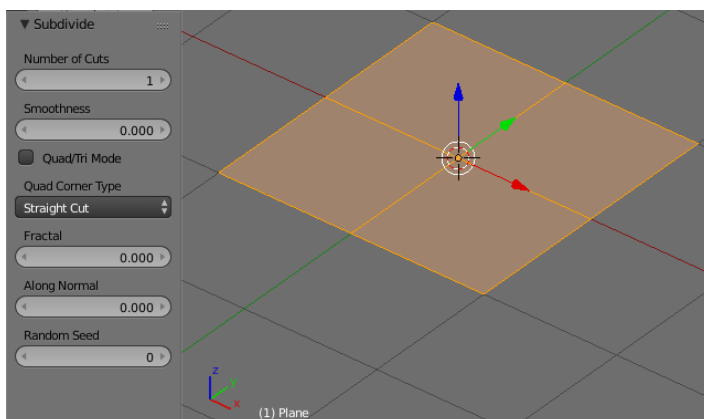 Subdivide
Number of Cuts
1
Smoothness
0.000
Quad/Tri Mode
Quad Corner Type
Straight Cut
Fractal
0.000
Along Normal
0.000
Random Seed
0
z
y
x
(1) Plane